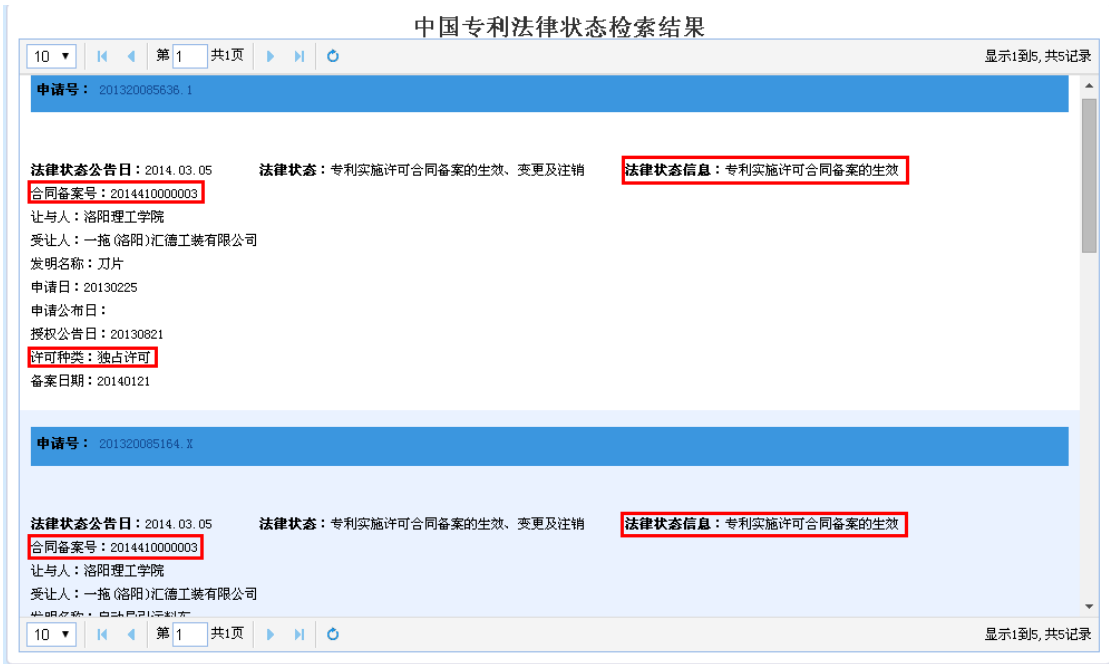 中国专利法律状态检索结果
10 第 1 共1页 显示1到5, 共5记录
申请号： 201320085636.1
法律状态公告日：2014.03.05 法律状态：专利实施许可合同备案的生效、变更及注销 法律状态信息：专利实施许可合同备案的生效
合同备案号：2014410000003
让与人：洛阳理工学院
受让人：一拖(洛阳)汇德工装有限公司
发明名称：刀片
申请日：20130225
申请公布日：
授权公告日：20130821
许可种类：独占许可
备案日期：20140121
申请号： 201320085164.X
法律状态公告日：2014.03.05 法律状态：专利实施许可合同备案的生效、变更及注销 法律状态信息：专利实施许可合同备案的生效
合同备案号：2014410000003
让与人：洛阳理工学院
受让人：一拖(洛阳)汇德工装有限公司
发明名称：自动导引运料车
10 第 1 共1页 显示1到5, 共5记录